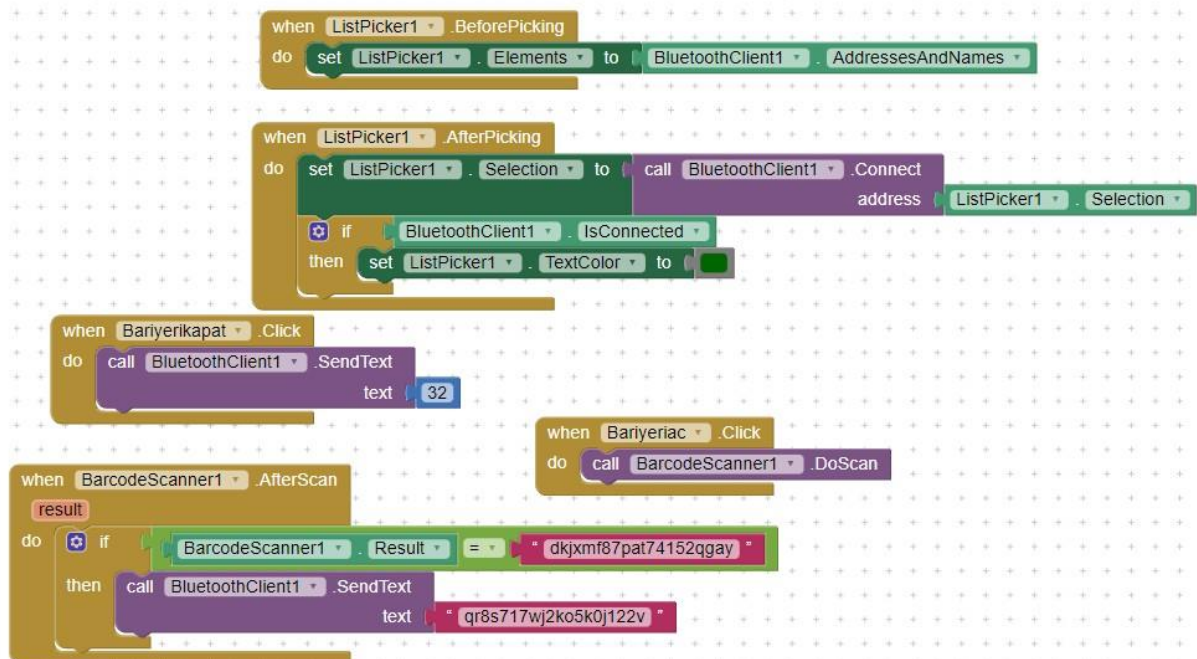 when ListPicker1 .BeforePicking
do set ListPicker1 . Elements to BluetoothClient1 . AddressesAndNames
when ListPicker1 .AfterPicking
do set ListPicker1 . Selection to call BluetoothClient1 .Connect
address ListPicker1 . Selection
if BluetoothClient1 . IsConnected
then set ListPicker1 . TextColor to
when Bariyerikapat .Click
do call BluetoothClient1 .SendText
text 32
when Bariyeriac .Click
do call BarcodeScanner1 .DoScan
when BarcodeScanner1 .AfterScan
result
do if BarcodeScanner1 . Result = " dkjxmf87pat74152qgay "
then call BluetoothClient1 .SendText
text " qr8s717wj2ko5k0j122v "